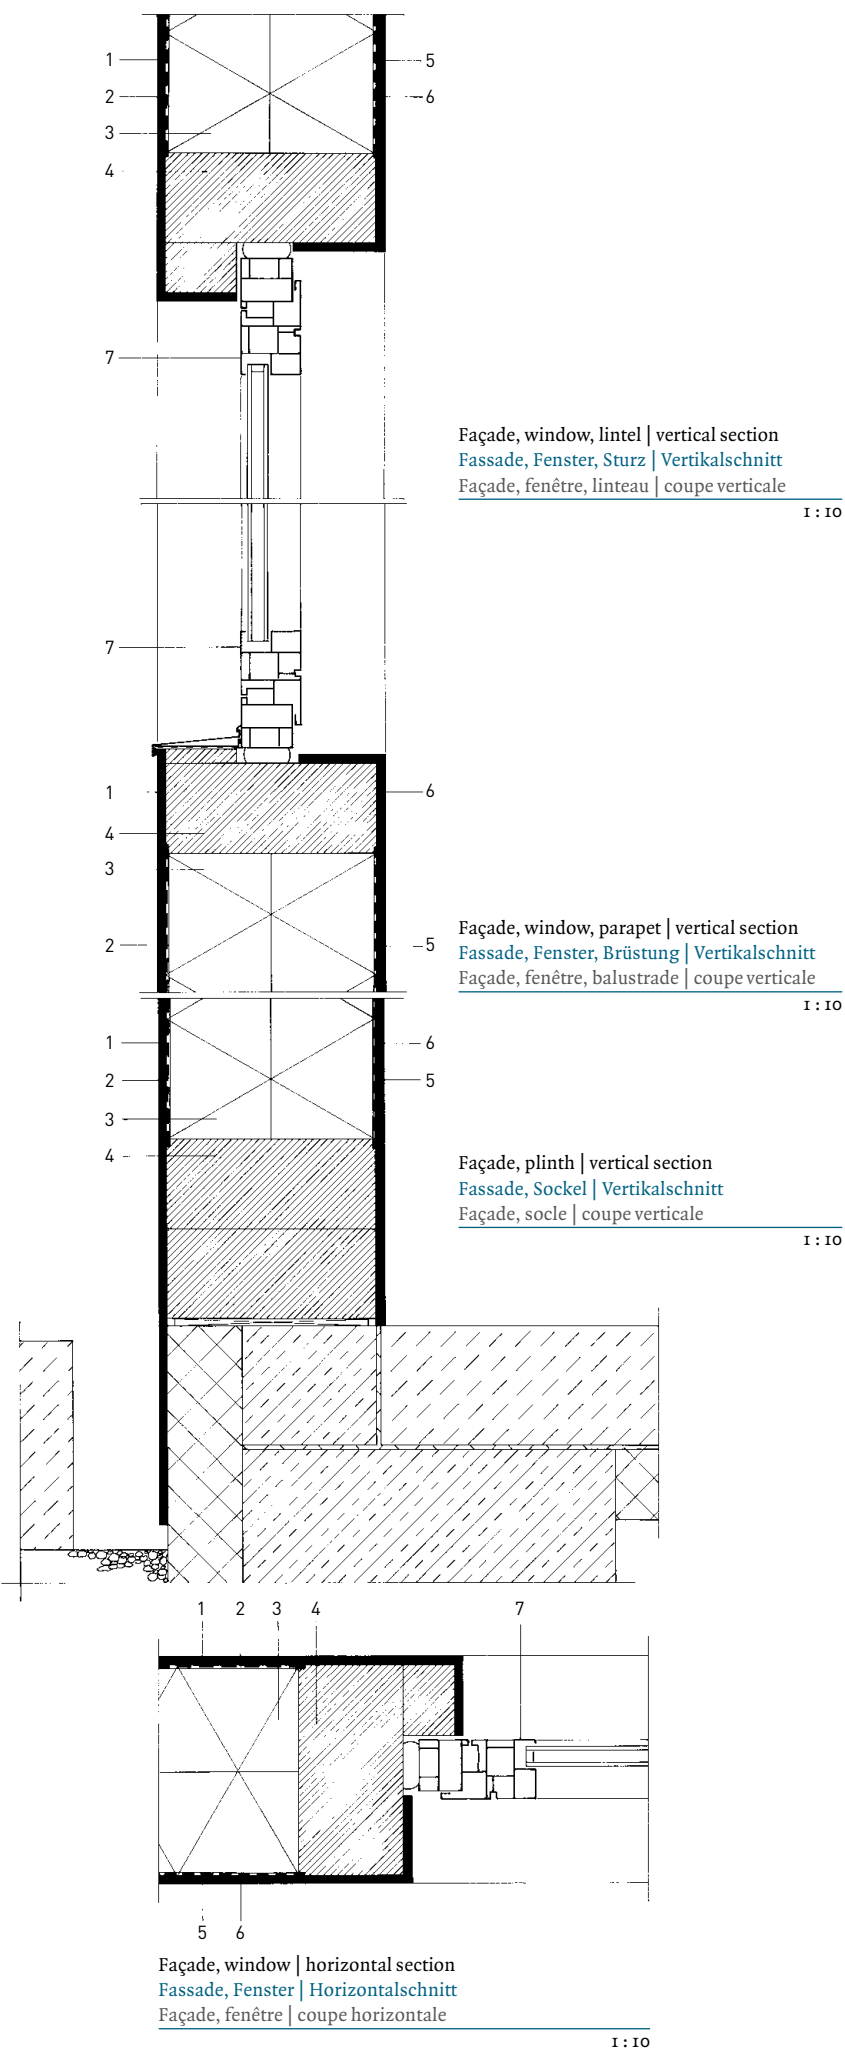 1
5
2
6
3
4
7
Façade, window, lintel | vertical section
Fassade, Fenster, Sturz | Vertikalschnitt
Façade, fenêtre, linteau | coupe verticale
1 : 10
7
1
6
4
3
Façade, window, parapet | vertical section
2
5
Fassade, Fenster, Brüstung | Vertikalschnitt
Façade, fenêtre, balustrade | coupe verticale
1 : 10
1
6
2
5
3
4
Façade, plinth | vertical section
Fassade, Sockel | Vertikalschnitt
Façade, socle | coupe verticale
1 : 10
1 2 3 4 7
5 6
Façade, window | horizontal section
Fassade, Fenster | Horizontalschnitt
Façade, fenêtre | coupe horizontale
1 : 10